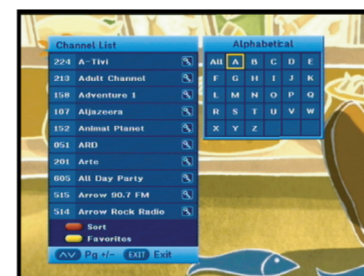 Channel List
224 A-Tivi
213 Adult Channel
158 Adventure 1
107 Aljazeera
152 Animal Planet
051 ARD
201 Arte
605 All Day Party
515 Arrow 90.7 FM
514 Arrow Rock Radio
Sort
Favorites
Pg +/- EXIT Exit
Alphabetical
All A B C D E
F G H I J K
L M N O P Q
R S T U V W
X Y Z